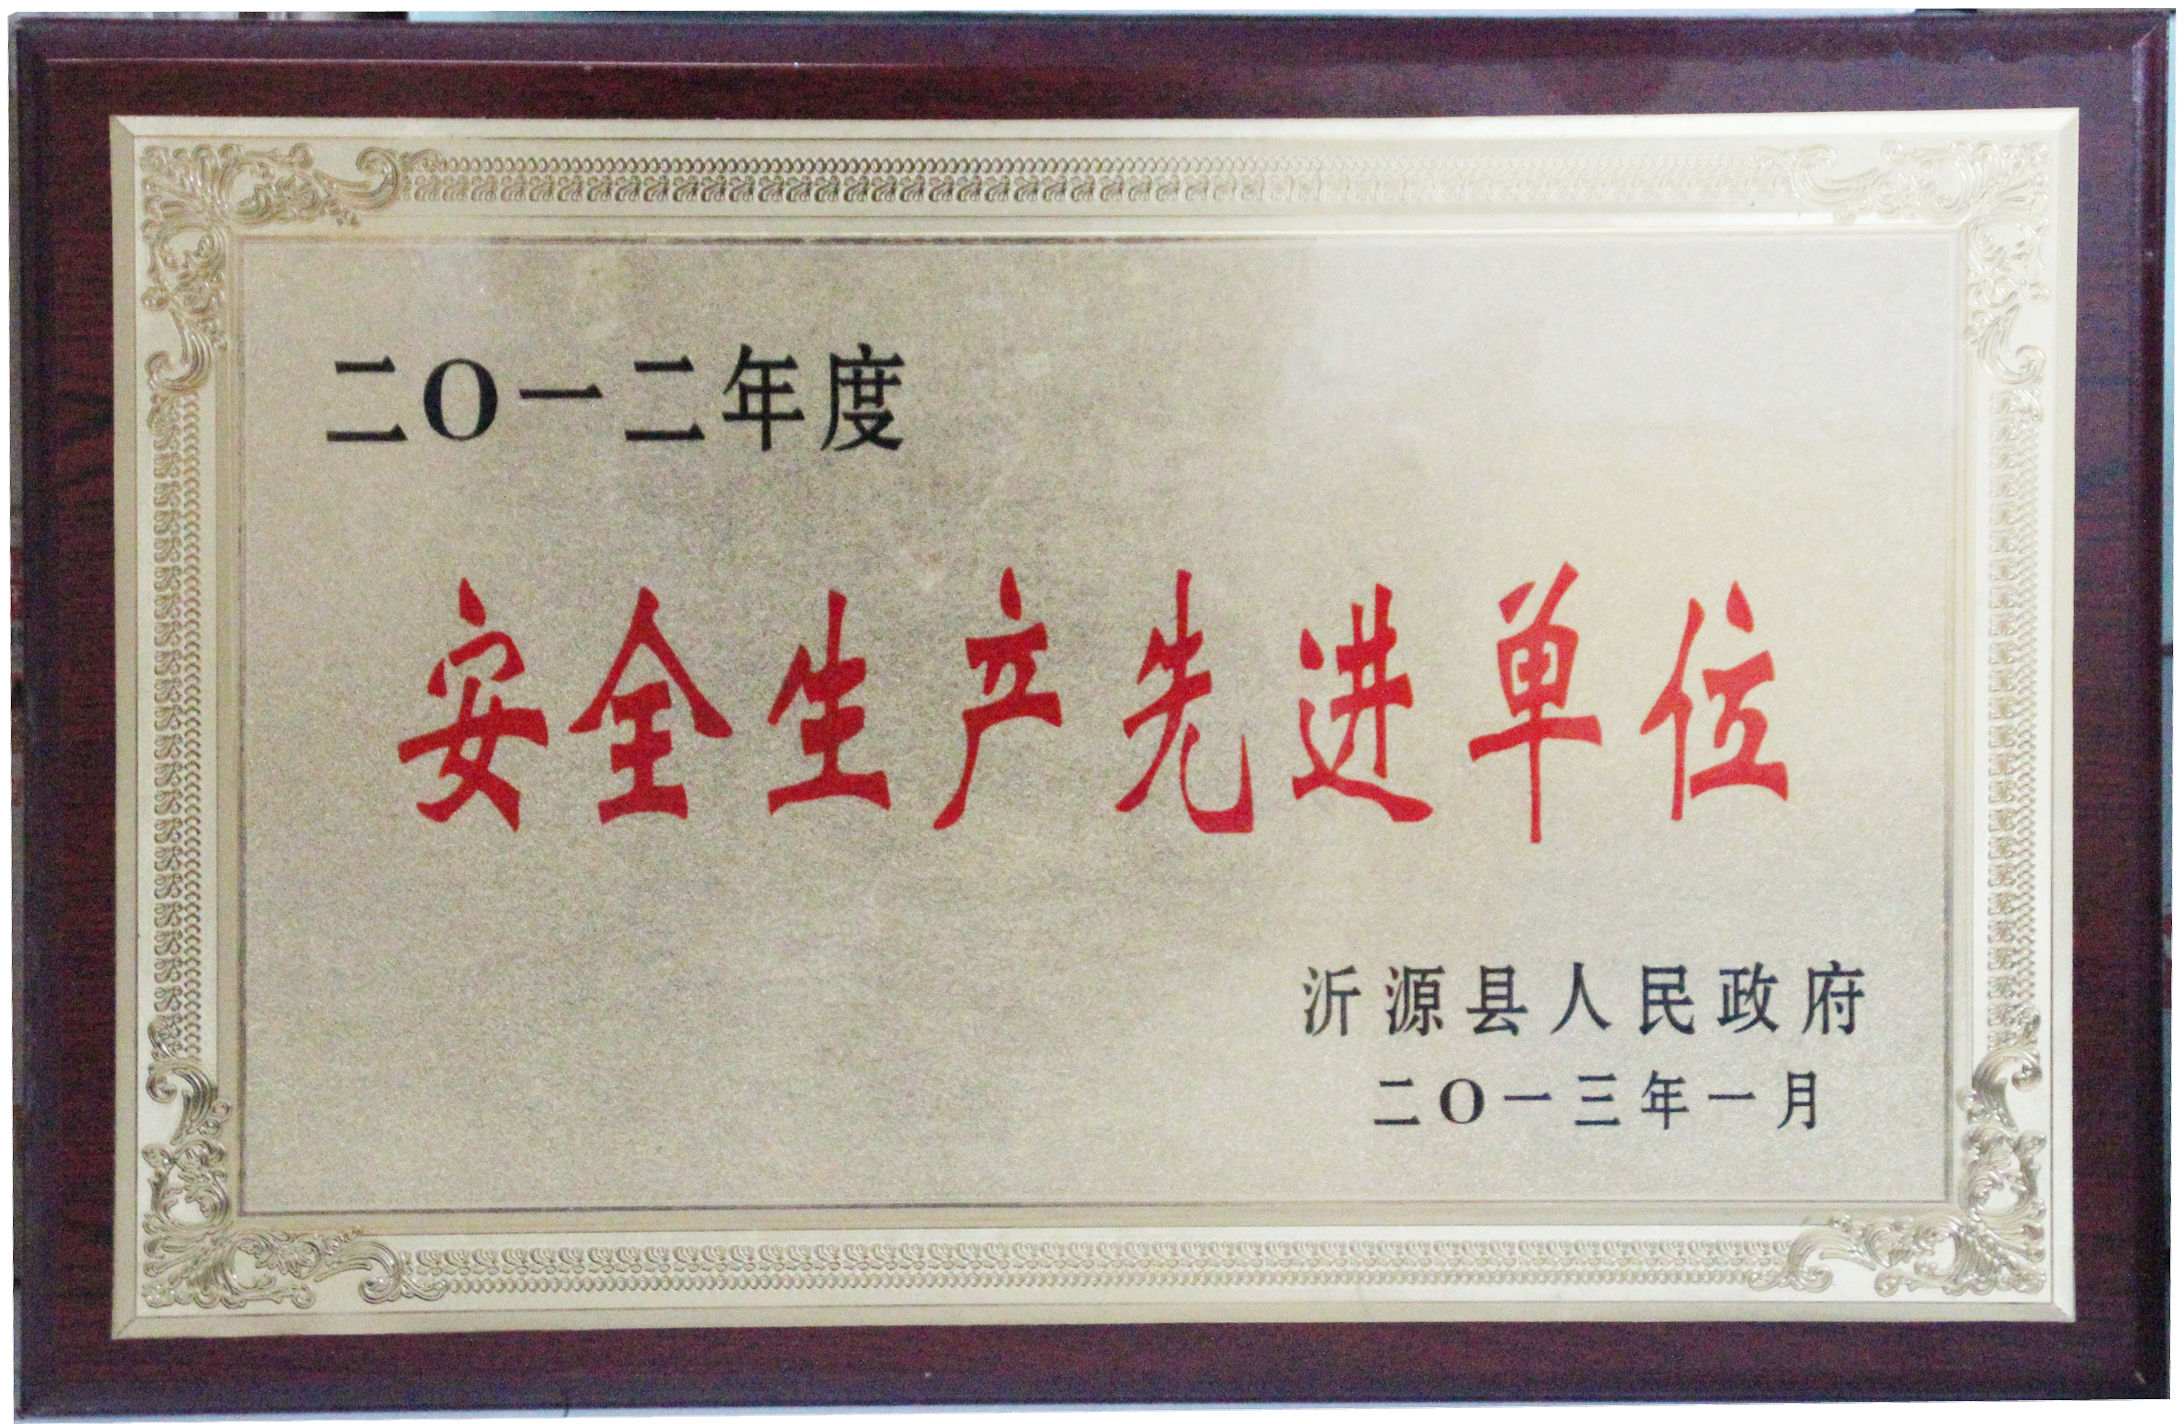 二〇一二年度
安全生产先进单位
沂源县人民政府
二〇一三年一月